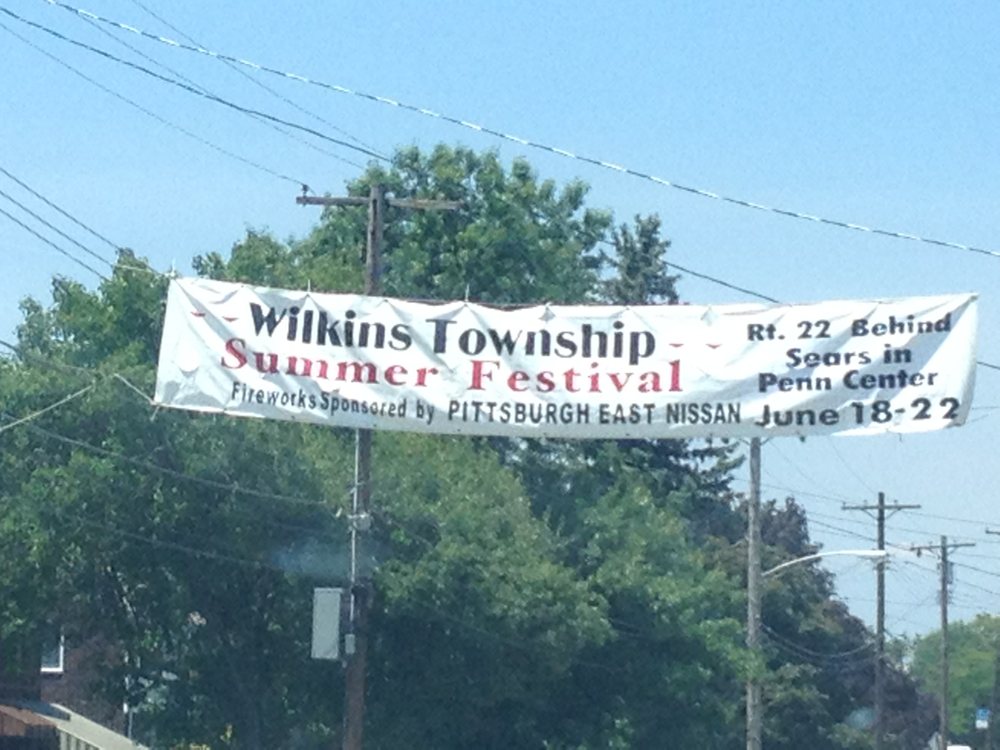 Wilkins Township
Summer Festival
Fireworks Sponsored by PITTSBURGH EAST NISSAN
Rt. 22 Behind
Sears in
Penn Center
June 18-22